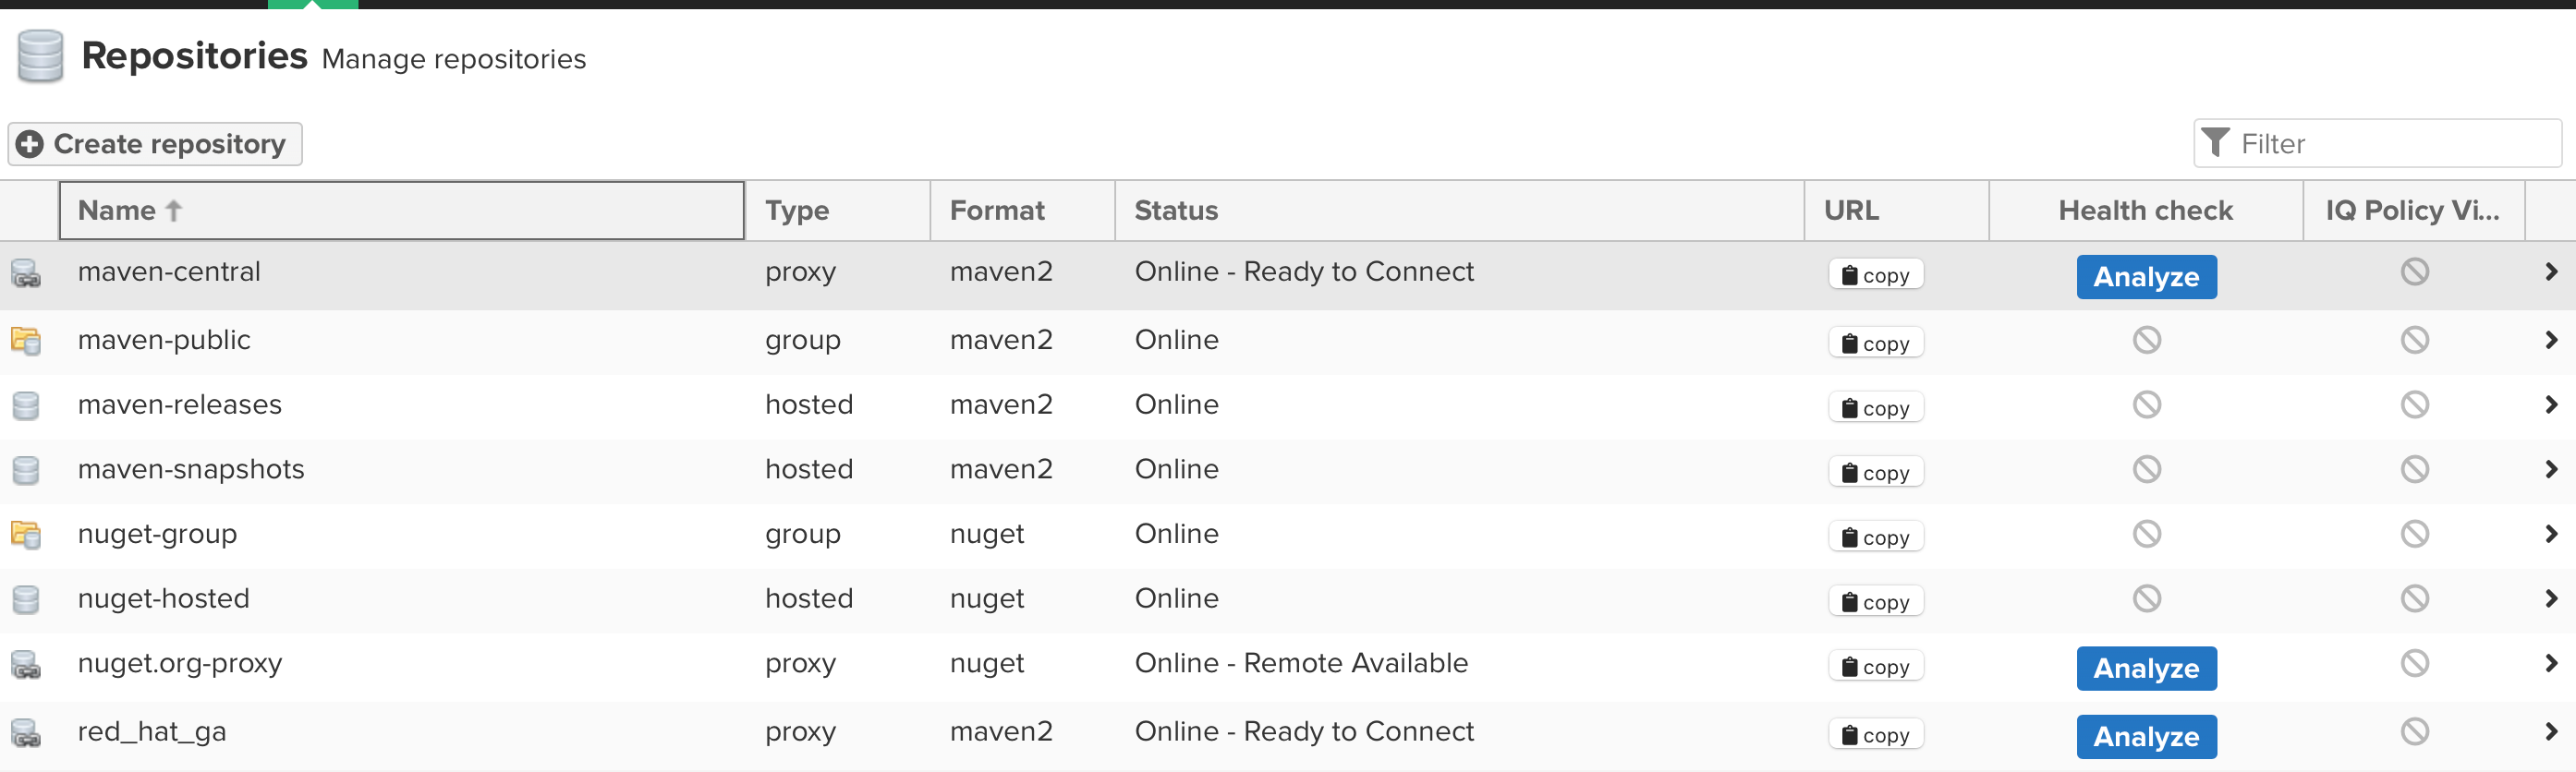 Repositories Manage repositories
Create repository Filter
Name Type Format Status URL Health check IQ Policy Vi...
maven-central proxy maven2 Online - Ready to Connect copy Analyze
maven-public group maven2 Online copy
maven-releases hosted maven2 Online copy
maven-snapshots hosted maven2 Online copy
nuget-group group nuget Online copy
nuget-hosted hosted nuget Online copy
nuget.org-proxy proxy nuget Online - Remote Available copy Analyze
red_hat_ga proxy maven2 Online - Ready to Connect copy Analyze